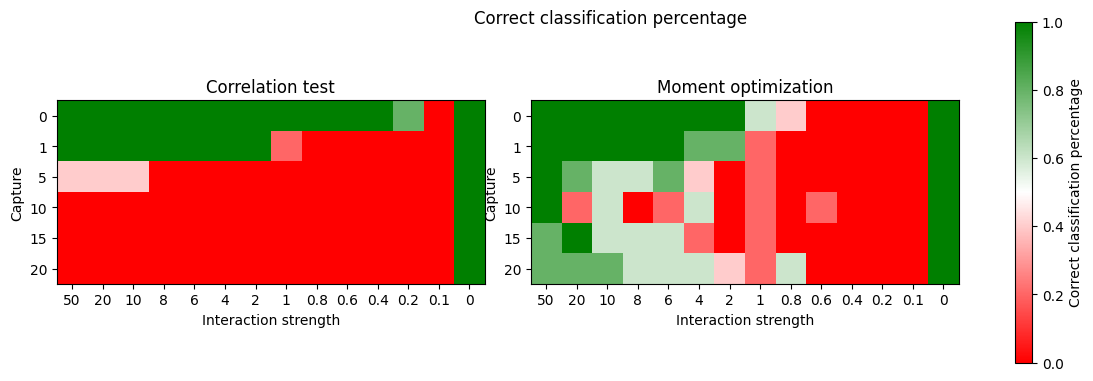 Correct classification percentage
Correlation test
Capture
0
1
5
10
15
20
50 20 10 8 6 4 2 1 0.8 0.6 0.4 0.2 0.1 0
Interaction strength
Moment optimization
Capture
0
1
5
10
15
20
50 20 10 8 6 4 2 1 0.8 0.6 0.4 0.2 0.1 0
Interaction strength
1.0
0.8
0.6
0.4
0.2
0.0
Correct classification percentage